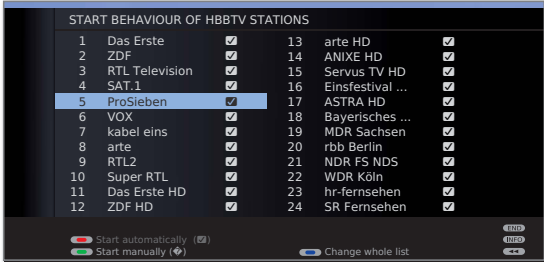 START BEHAVIOUR OF HBBTV STATIONS
1 Das Erste
2 ZDF
3 RTL Television
4 SAT.1
5 ProSieben
6 VOX
7 kabel eins
8 arte
9 RTL2
10 Super RTL
11 Das Erste HD
12 ZDF HD
13 arte HD
14 ANIXE HD
15 Servus TV HD
16 Einsfestival ...
17 ASTRA HD
18 Bayerisches ...
19 MDR Sachsen
20 rbb Berlin
21 NDR FS NDS
22 WDR Köln
23 hr-fernsehen
24 SR Fernsehen
Start automatically (☑)
Start manually (�)
Change whole list
END
INFO